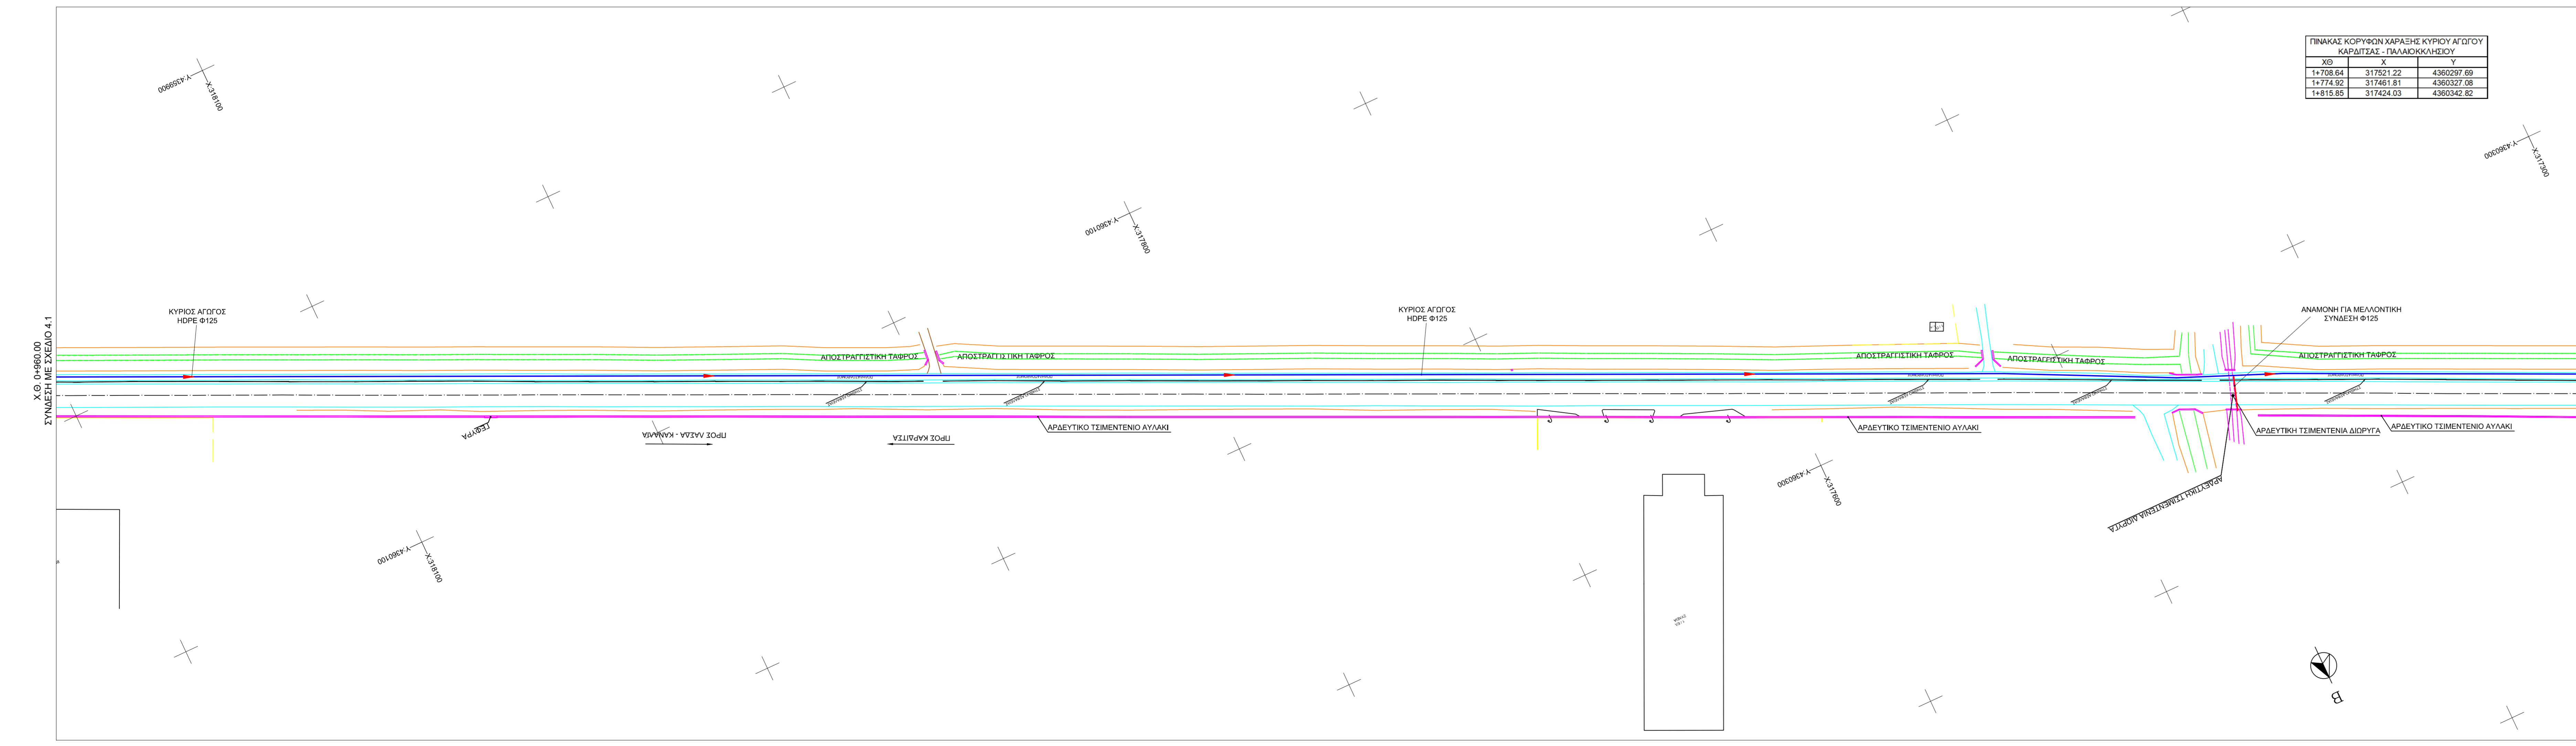 ΠΙΝΑΚΑΣ ΚΟΡΥΦΩΝ ΧΑΡΑΞΗΣ ΚΥΡΙΟΥ ΑΓΩΓΟΥ
ΚΑΡΔΙΤΣΑΣ - ΠΑΛΑΙΟΚΚΛΗΣΙΟΥ
ΧΘ Χ Υ
1+708.64 317521.22 4360297.69
1+774.92 317461.81 4360327.08
1+815.85 317424.03 4360342.82
Υ:4359900
Χ:318100
Υ:4360100
Χ:317800
Υ:4360300
Χ:317300
Χ.Θ. 0+960.00
ΣΥΝΔΕΣΗ ΜΕ ΣΧΕΔΙΟ 4.1
ΚΥΡΙΟΣ ΑΓΩΓΟΣ
HDPE Φ125
ΚΥΡΙΟΣ ΑΓΩΓΟΣ
HDPE Φ125
ΑΝΑΜΟΝΗ ΓΙΑ ΜΕΛΛΟΝΤΙΚΗ
ΣΥΝΔΕΣΗ Φ125
ΑΠΟΣΤΡΑΓΓΙΣΤΙΚΗ ΤΑΦΡΟΣ
ΑΠΟΣΤΡΑΓΓΙΣΤΙΚΗ ΤΑΦΡΟΣ
ΑΠΟΣΤΡΑΓΓΙΣΤΙΚΗ ΤΑΦΡΟΣ
ΑΠΟΣΤΡΑΓΓΙΣΤΙΚΗ ΤΑΦΡΟΣ
ΑΠΟΣΤΡΑΓΓΙΣΤΙΚΗ ΤΑΦΡΟΣ
ΓΕΦΥΡΑ
ΠΡΟΣ ΛΑΣΔΑ - ΚΑΝΑΛΙΑ
ΠΡΟΣ ΚΑΡΔΙΤΣΑ
ΑΡΔΕΥΤΙΚΟ ΤΣΙΜΕΝΤΕΝΙΟ ΑΥΛΑΚΙ
ΑΡΔΕΥΤΙΚΟ ΤΣΙΜΕΝΤΕΝΙΟ ΑΥΛΑΚΙ
ΑΡΔΕΥΤΙΚΗ ΤΣΙΜΕΝΤΕΝΙΑ ΔΙΩΡΥΓΑ
ΑΡΔΕΥΤΙΚΟ ΤΣΙΜΕΝΤΕΝΙΟ ΑΥΛΑΚΙ
ΑΡΔΕΥΤΙΚΗ ΤΣΙΜΕΝΤΕΝΙΑ ΔΙΩΡΥΓΑ
Υ:4360300
Χ:317600
Υ:4360100
Χ:318100
Β